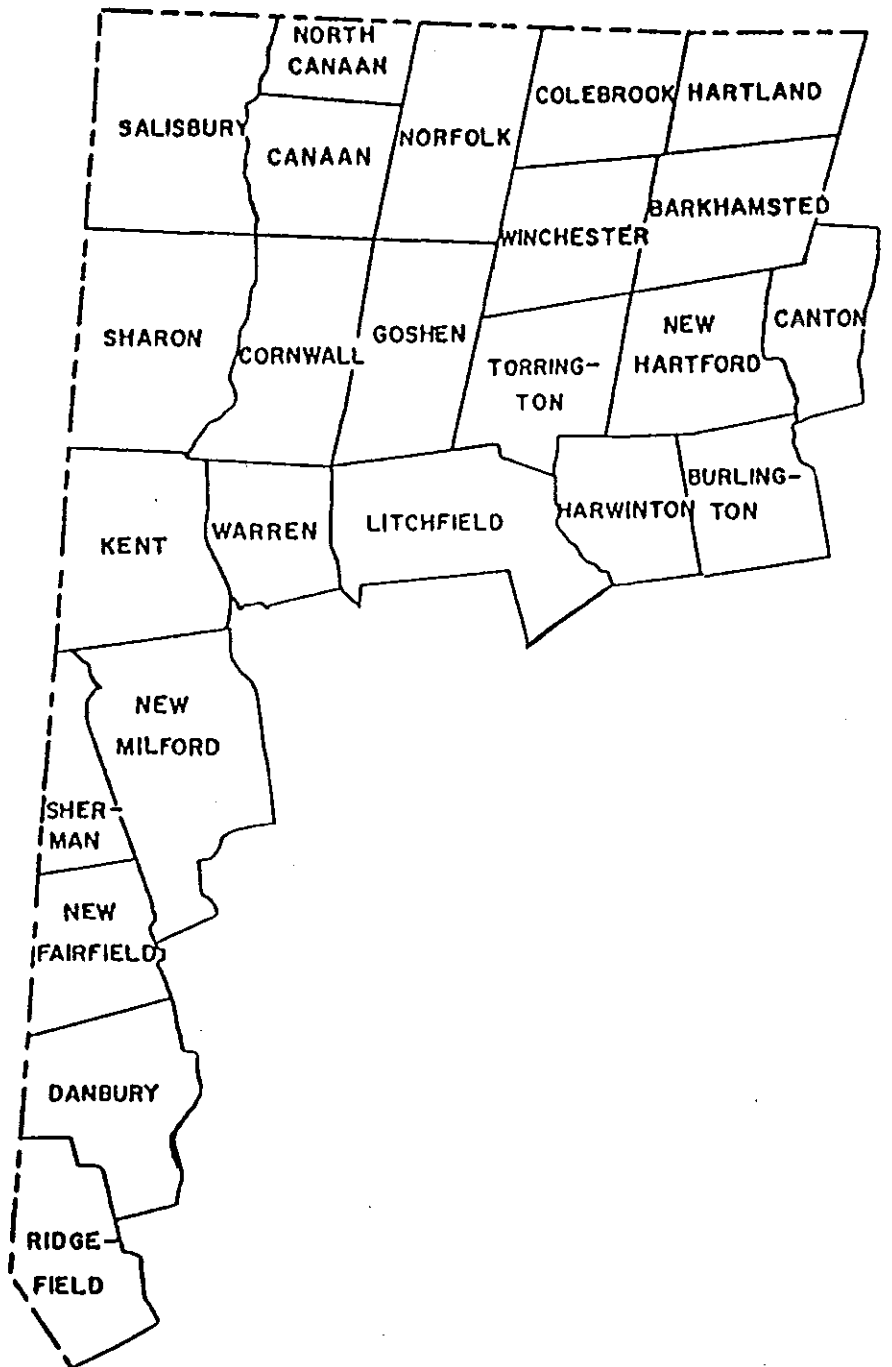 NORTH
CANAAN
COLEBROOK
HARTLAND
SALISBURY
CANAAN
NORFOLK
BARKHAMSTED
WINCHESTER
SHARON
CORNWALL
GOSHEN
NEW
HARTFORD
CANTON
TORRING-
TON
KENT
WARREN
LITCHFIELD
HARWINTON
BURLING-
TON
NEW
MILFORD
SHER-
MAN
NEW
FAIRFIELD
DANBURY
RIDGE-
FIELD